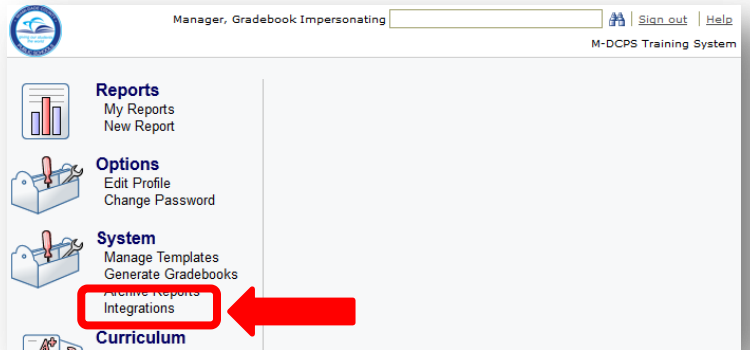 Manager, Gradebook Impersonating
Sign out | Help
M-DCPS Training System
Reports
My Reports
New Report
Options
Edit Profile
Change Password
System
Manage Templates
Generate Gradebooks
Archive Reports
Integrations
Curriculum